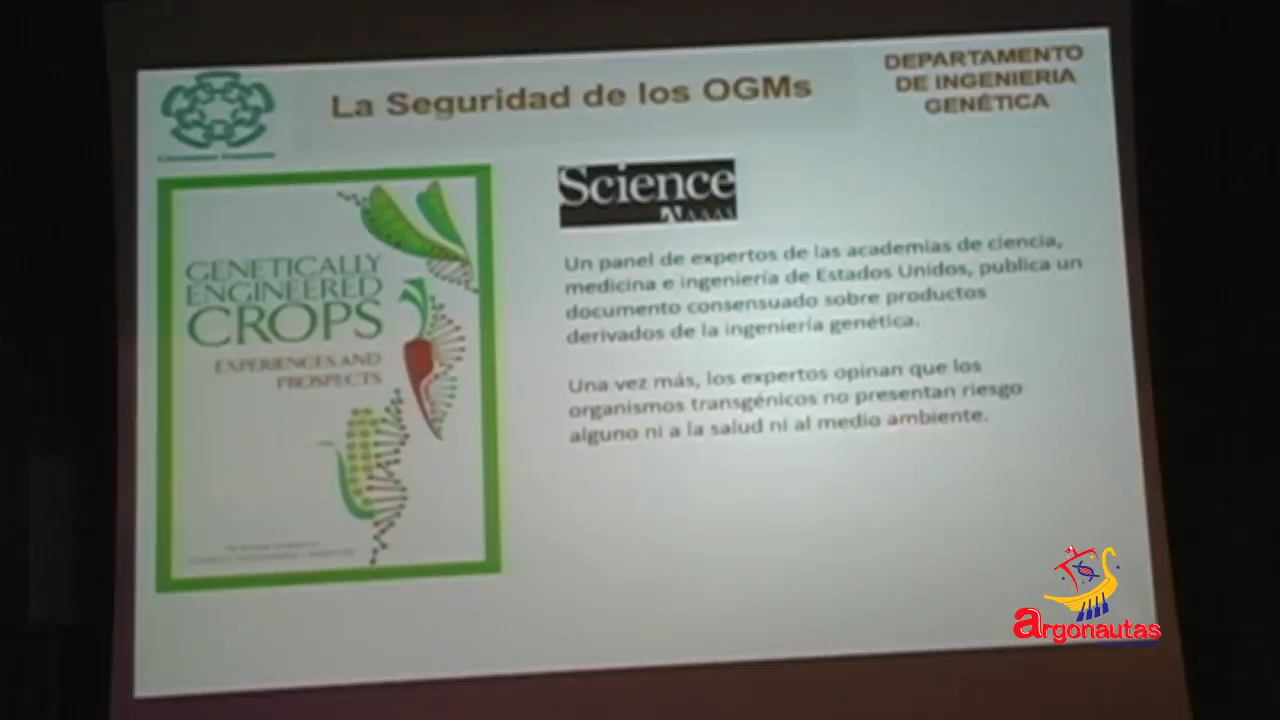 La Seguridad de los OGMs
DEPARTAMENTO
DE INGENIERIA
GENÉTICA
GENETICALLY
ENGINEERED
CROPS
EXPERIENCES AND
PROSPECTS
Science
AAAS
Un panel de expertos de las academias de ciencia,
medicina e ingeniería de Estados Unidos, publica un
documento consensuado sobre productos
derivados de la ingeniería genética.
Una vez más, los expertos opinan que los
organismos transgénicos no presentan riesgo
alguno ni a la salud ni al medio ambiente.
argonautas